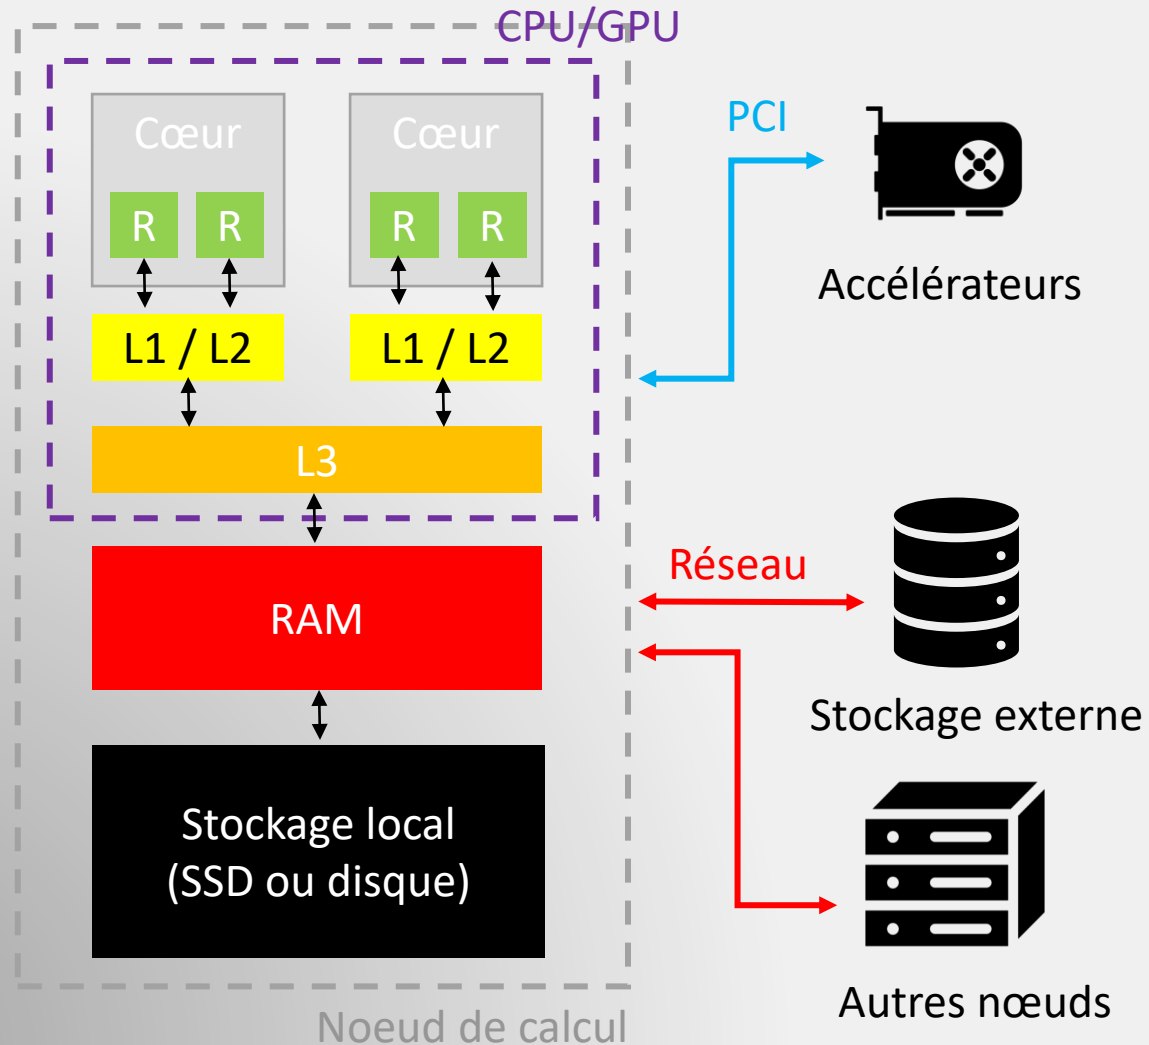 CPU/GPU
Cœur
Cœur
R
R
R
R
L1 / L2
L1 / L2
L3
RAM
Stockage local
(SSD ou disque)
Noeud de calcul
PCI
Accélérateurs
Réseau
Stockage externe
Autres nœuds